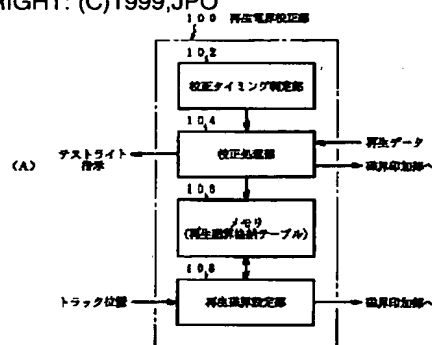 RIGHT: (C)1999,JPO
100 再生電界校正部
102
校正タイミング判定部
104
校正処理部
再生データ
磁界印加部へ
(A)
テストライト
指示
106
メモリ
(再生磁界格納テーブル)
108
トラック位置
再生磁界設定部
磁界印加部へ